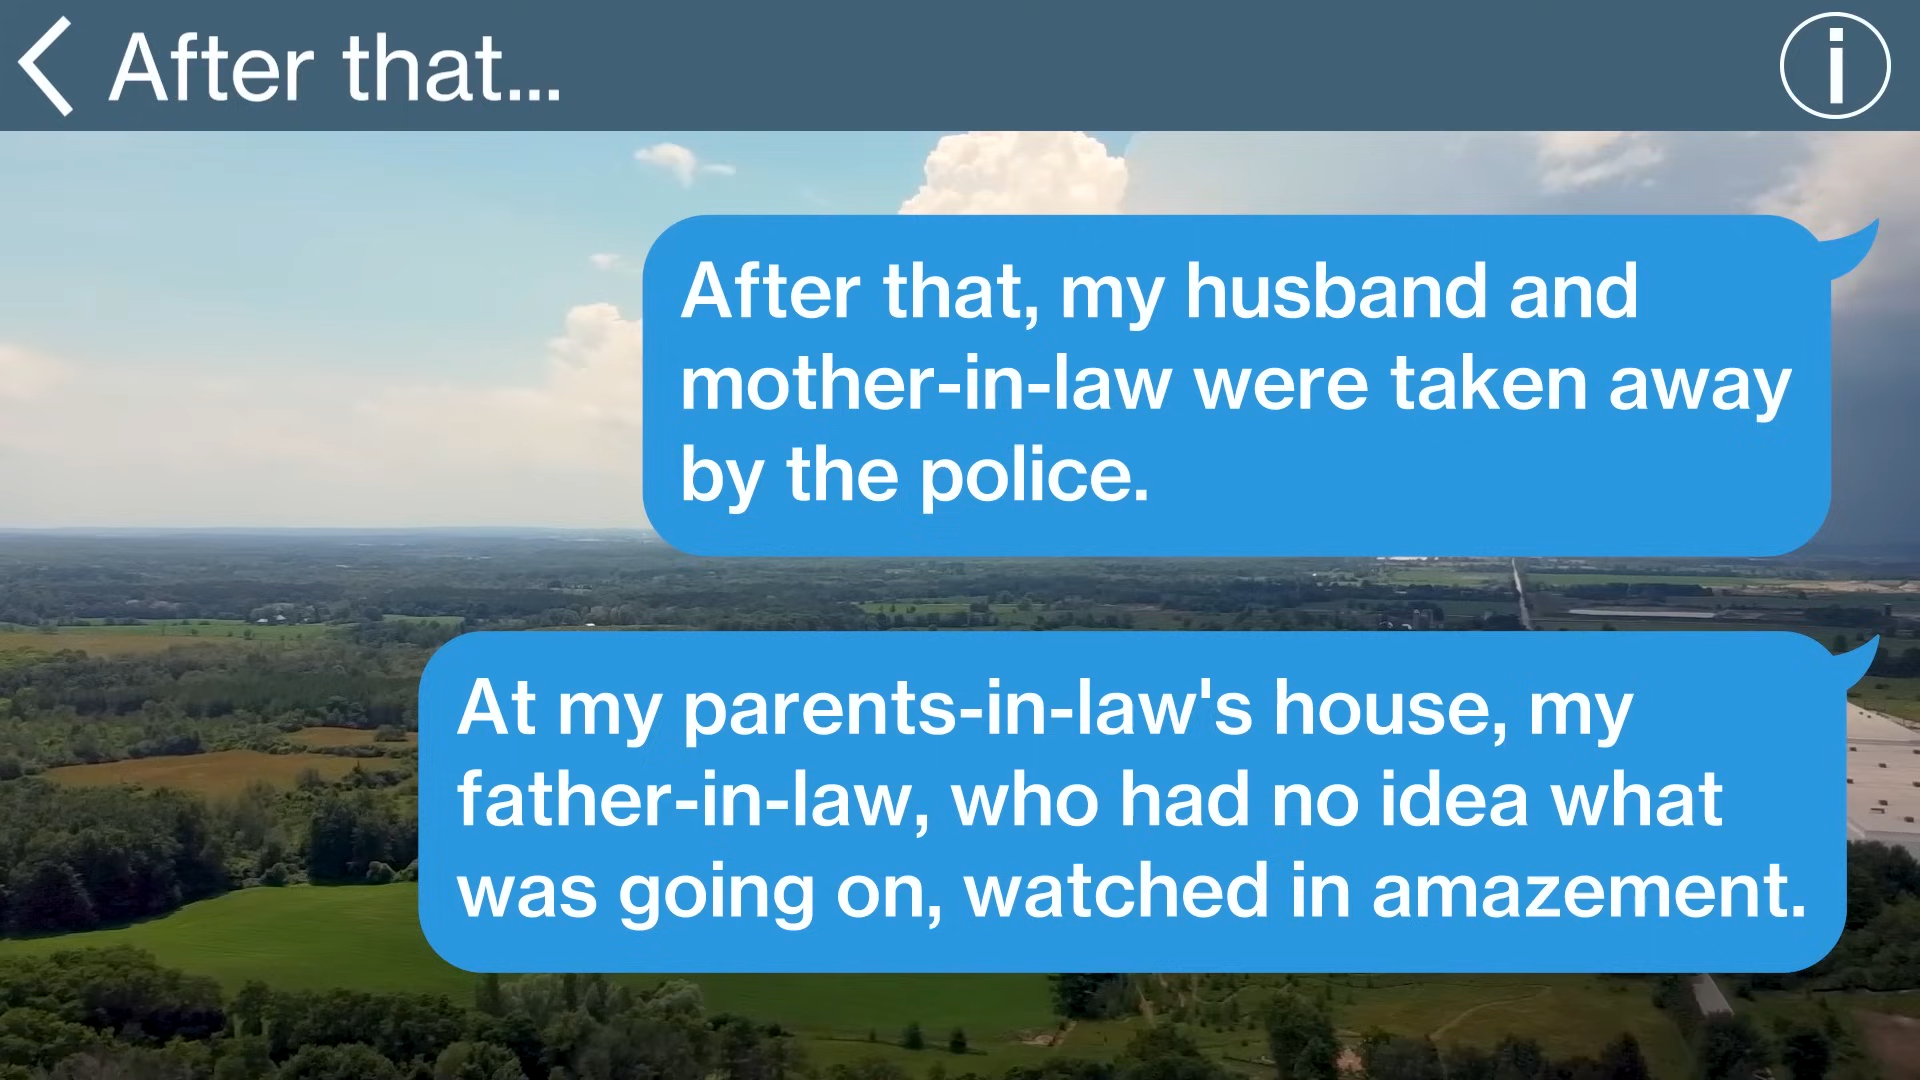 After that...
After that, my husband and
mother-in-law were taken away
by the police.
At my parents-in-law's house, my
father-in-law, who had no idea what
was going on, watched in amazement.